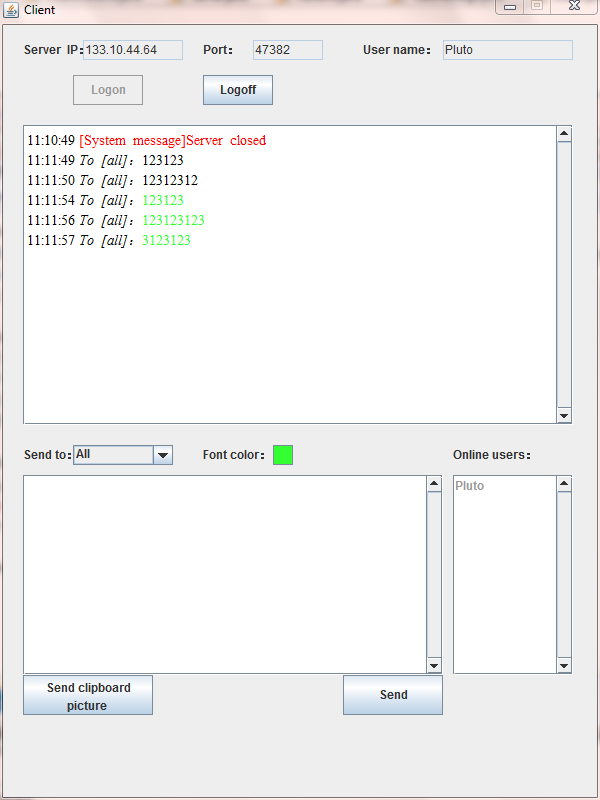 Client
Server IP: 133.10.44.64 Port: 47382 User name: Pluto
Logon Logoff
11:10:49 [System message]Server closed
11:11:49 To [all]: 123123
11:11:50 To [all]: 12312312
11:11:54 To [all]: 123123
11:11:56 To [all]: 123123123
11:11:57 To [all]: 3123123
Send to: All Font color: Online users:
Pluto
Send clipboard
picture
Send